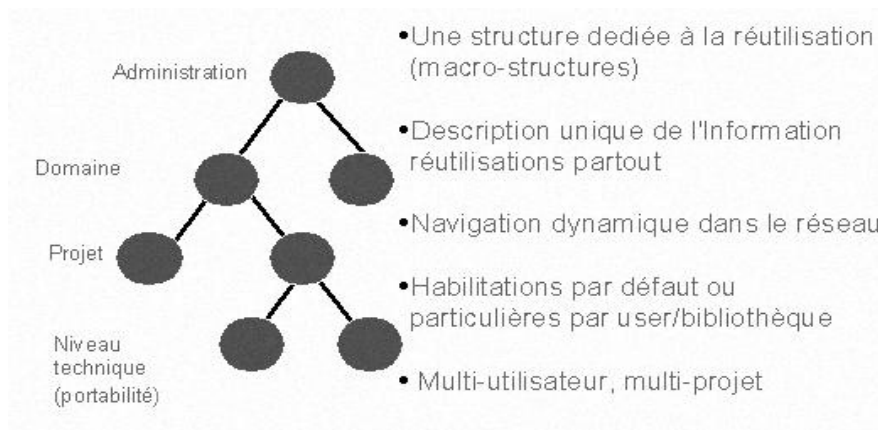 Administration
Domaine
Projet
Niveau
technique
(portabilité)
•Une structure dediée à la réutilisation
(macro-structures)
•Description unique de l'Information
réutilisations partout
•Navigation dynamique dans le réseau
•Habilitations par défaut ou
particulières par user/bibliothèque
• Multi-utilisateur, multi-projet